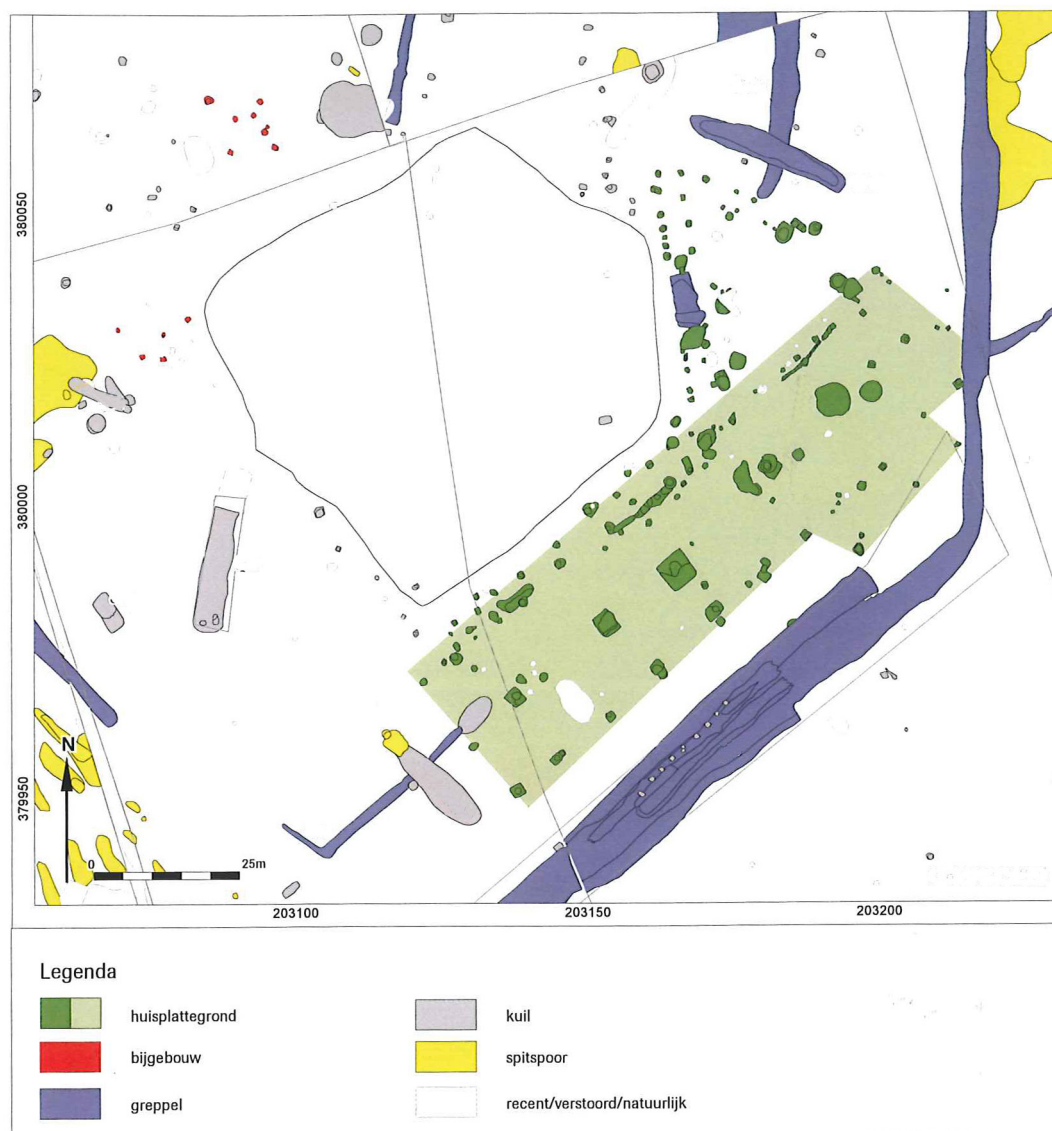 380050
380000
379950
N
0
25m
203100
203150
203200
Legenda
huisplattegrond
bijgebouw
greppel
kuil
spitspoor
recent/verstoord/natuurlijk